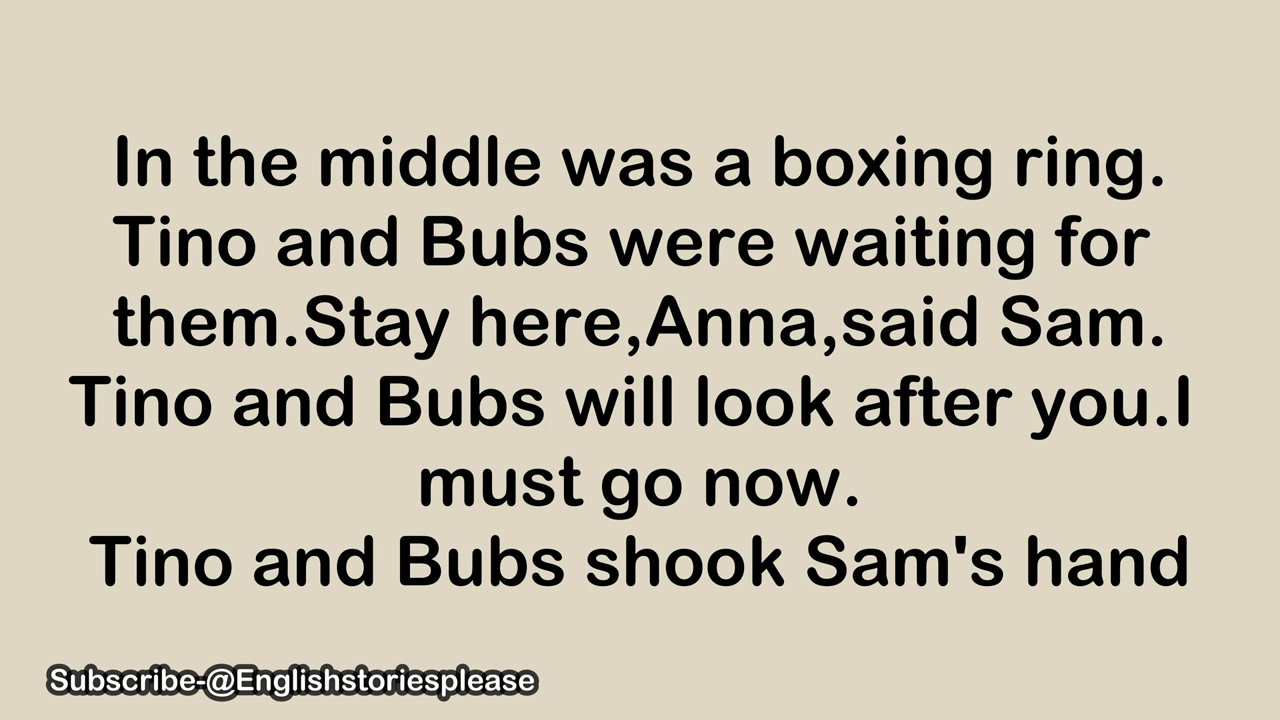 In the middle was a boxing ring.
Tino and Bubs were waiting for
them.Stay here,Anna,said Sam.
Tino and Bubs will look after you.I
must go now.
Tino and Bubs shook Sam's hand
Subscribe-@Englishstoriesplease